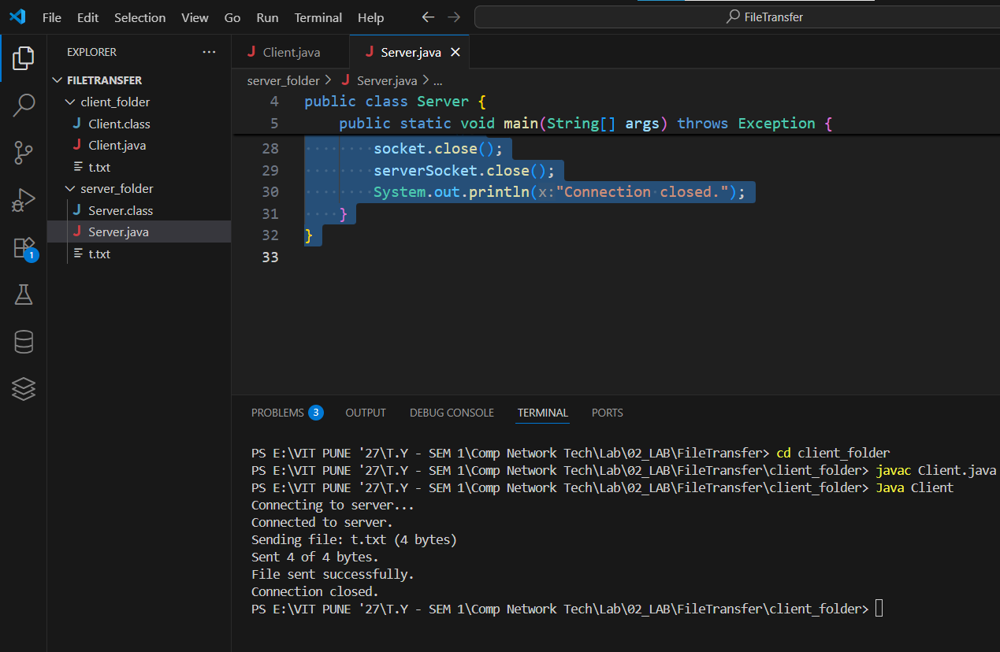 File Edit Selection View Go Run Terminal Help FileTransfer
EXPLORER ...
FILETRANSFER
client_folder
J Client.class
J Client.java
t.txt
server_folder
J Server.class
J Server.java
t.txt
1
J Client.java J Server.java
server_folder > J Server.java > ...
4 public class Server {
5 public static void main(String[] args) throws Exception {
28 socket.close();
29 serverSocket.close();
30 System.out.println(x:"Connection closed.");
31 }
32 }
33
PROBLEMS 3 OUTPUT DEBUG CONSOLE TERMINAL PORTS
PS E:\VIT PUNE '27\T.Y - SEM 1\Comp Network Tech\Lab\02_LAB\FileTransfer> cd client_folder
PS E:\VIT PUNE '27\T.Y - SEM 1\Comp Network Tech\Lab\02_LAB\FileTransfer\client_folder> javac Client.java
PS E:\VIT PUNE '27\T.Y - SEM 1\Comp Network Tech\Lab\02_LAB\FileTransfer\client_folder> Java Client
Connecting to server...
Connected to server.
Sending file: t.txt (4 bytes)
Sent 4 of 4 bytes.
File sent successfully.
Connection closed.
PS E:\VIT PUNE '27\T.Y - SEM 1\Comp Network Tech\Lab\02_LAB\FileTransfer\client_folder>